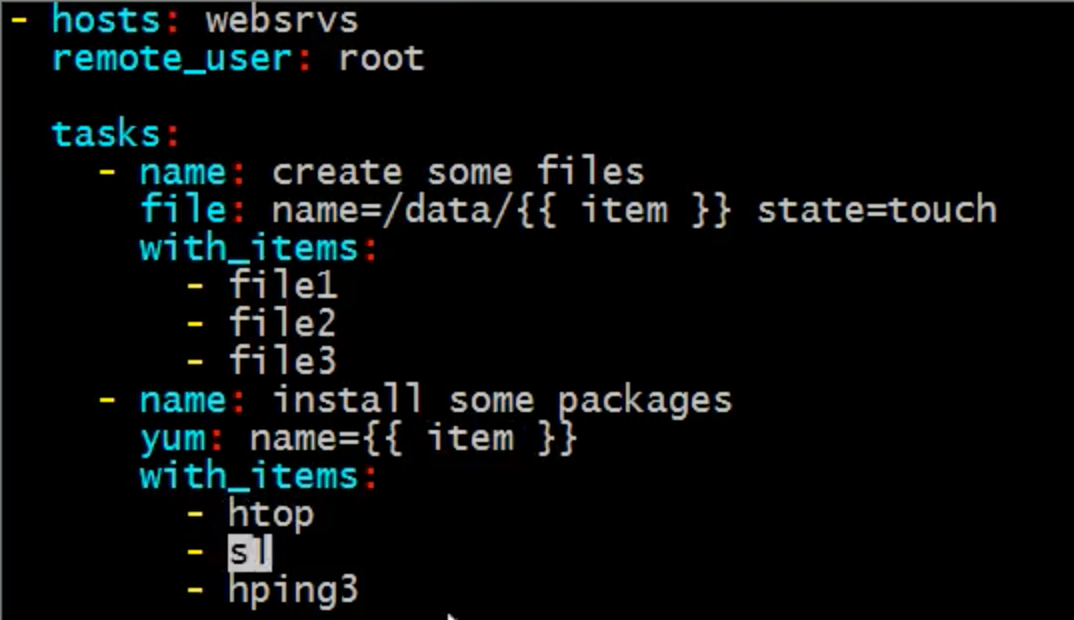 - hosts: websrvs
  remote_user: root

  tasks:
    - name: create some files
      file: name=/data/{{ item }} state=touch
      with_items:
        - file1
        - file2
        - file3
    - name: install some packages
      yum: name={{ item }}
      with_items:
        - htop
        - sl
        - hping3